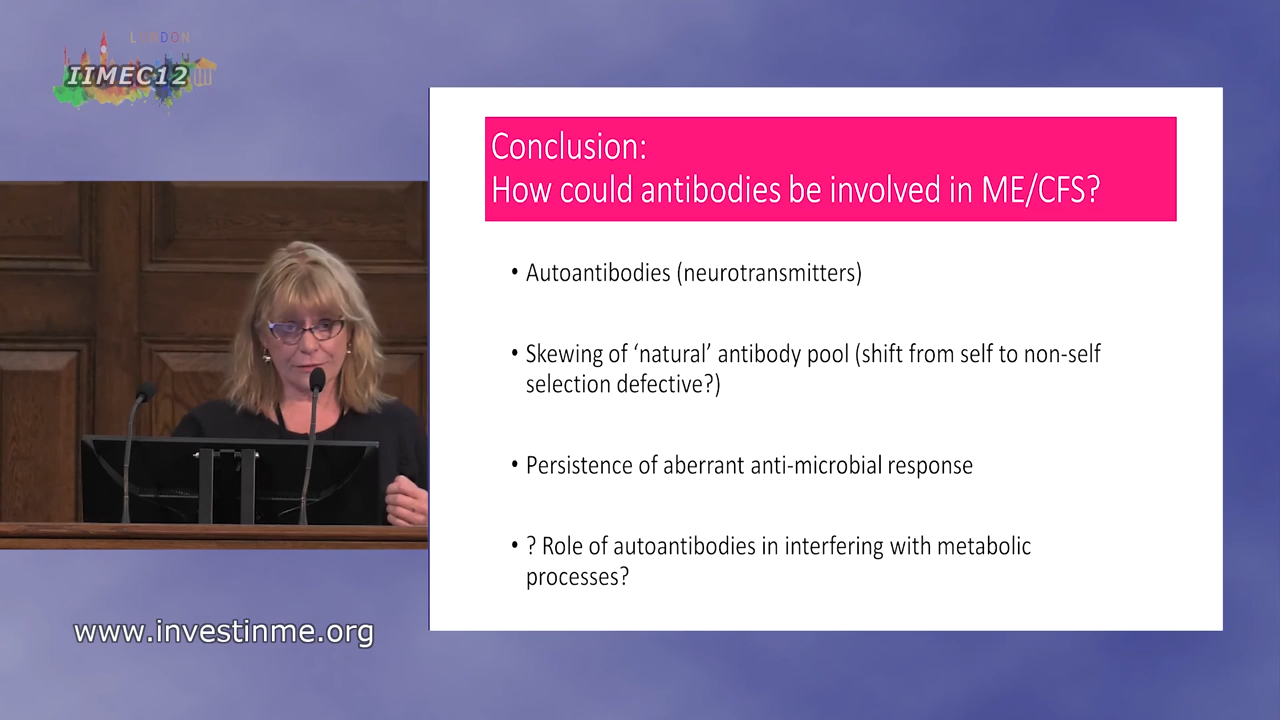 LONDON
IIMEC12
Conclusion:
How could antibodies be involved in ME/CFS?
• Autoantibodies (neurotransmitters)
• Skewing of ‘natural’ antibody pool (shift from self to non-self
selection defective?)
• Persistence of aberrant anti-microbial response
• ? Role of autoantibodies in interfering with metabolic
processes?
www.investinme.org